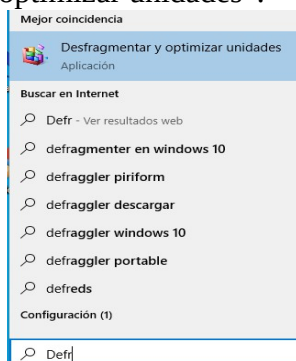 optimizar unidades".
Mejor coincidencia
Desfragmentar y optimizar unidades
Aplicación
Buscar en Internet
Defr - Ver resultados web
defragmenter en windows 10
defraggler piriform
defraggler descargar
defraggler windows 10
defraggler portable
defreds
Configuración (1)
Defr